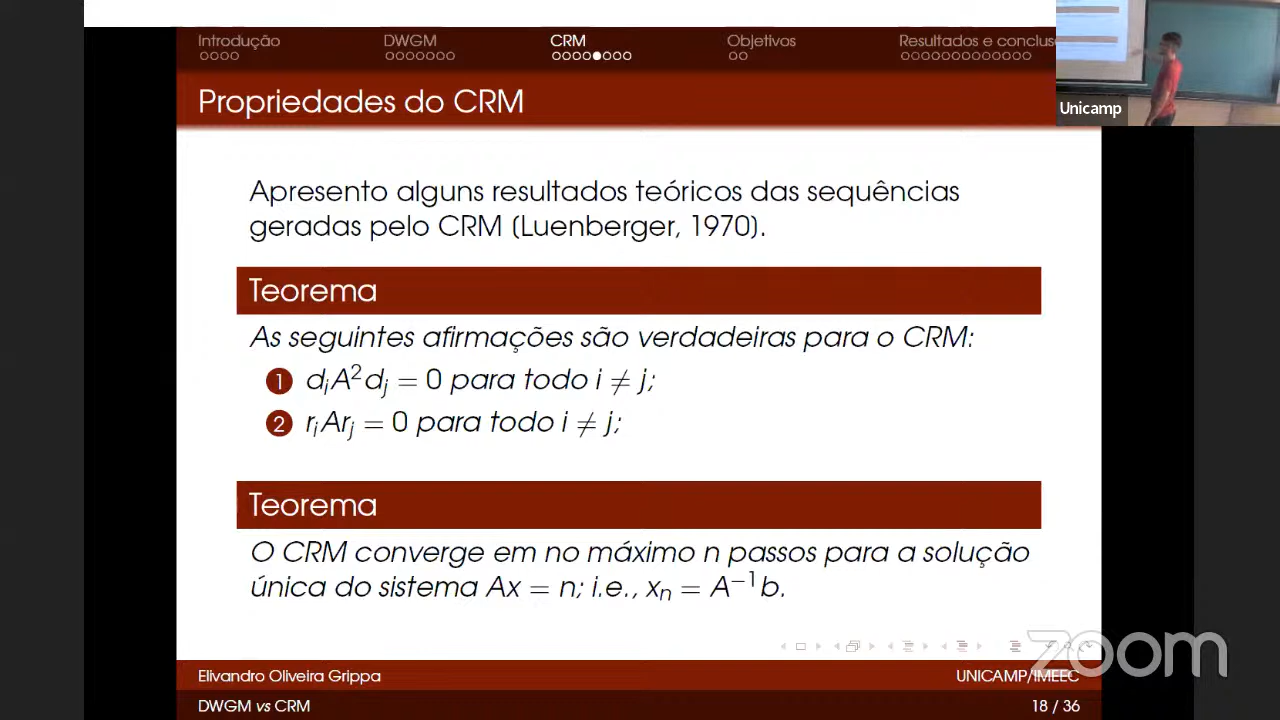 Introdução DWGM CRM Objetivos Resultados e conclus
Unicamp
Propriedades do CRM
Apresento alguns resultados teóricos das sequências
geradas pelo CRM (Luenberger, 1970).
Teorema
As seguintes afirmações são verdadeiras para o CRM:
1 dᵢA²dⱼ = 0 para todo i ≠ j;
2 rᵢArⱼ = 0 para todo i ≠ j;
Teorema
O CRM converge em no máximo n passos para a solução
única do sistema Ax = n; i.e., xₙ = A⁻¹b.
zoom
Elivandro Oliveira Grippa UNICAMP/IMEEC
DWGM vs CRM 18 / 36